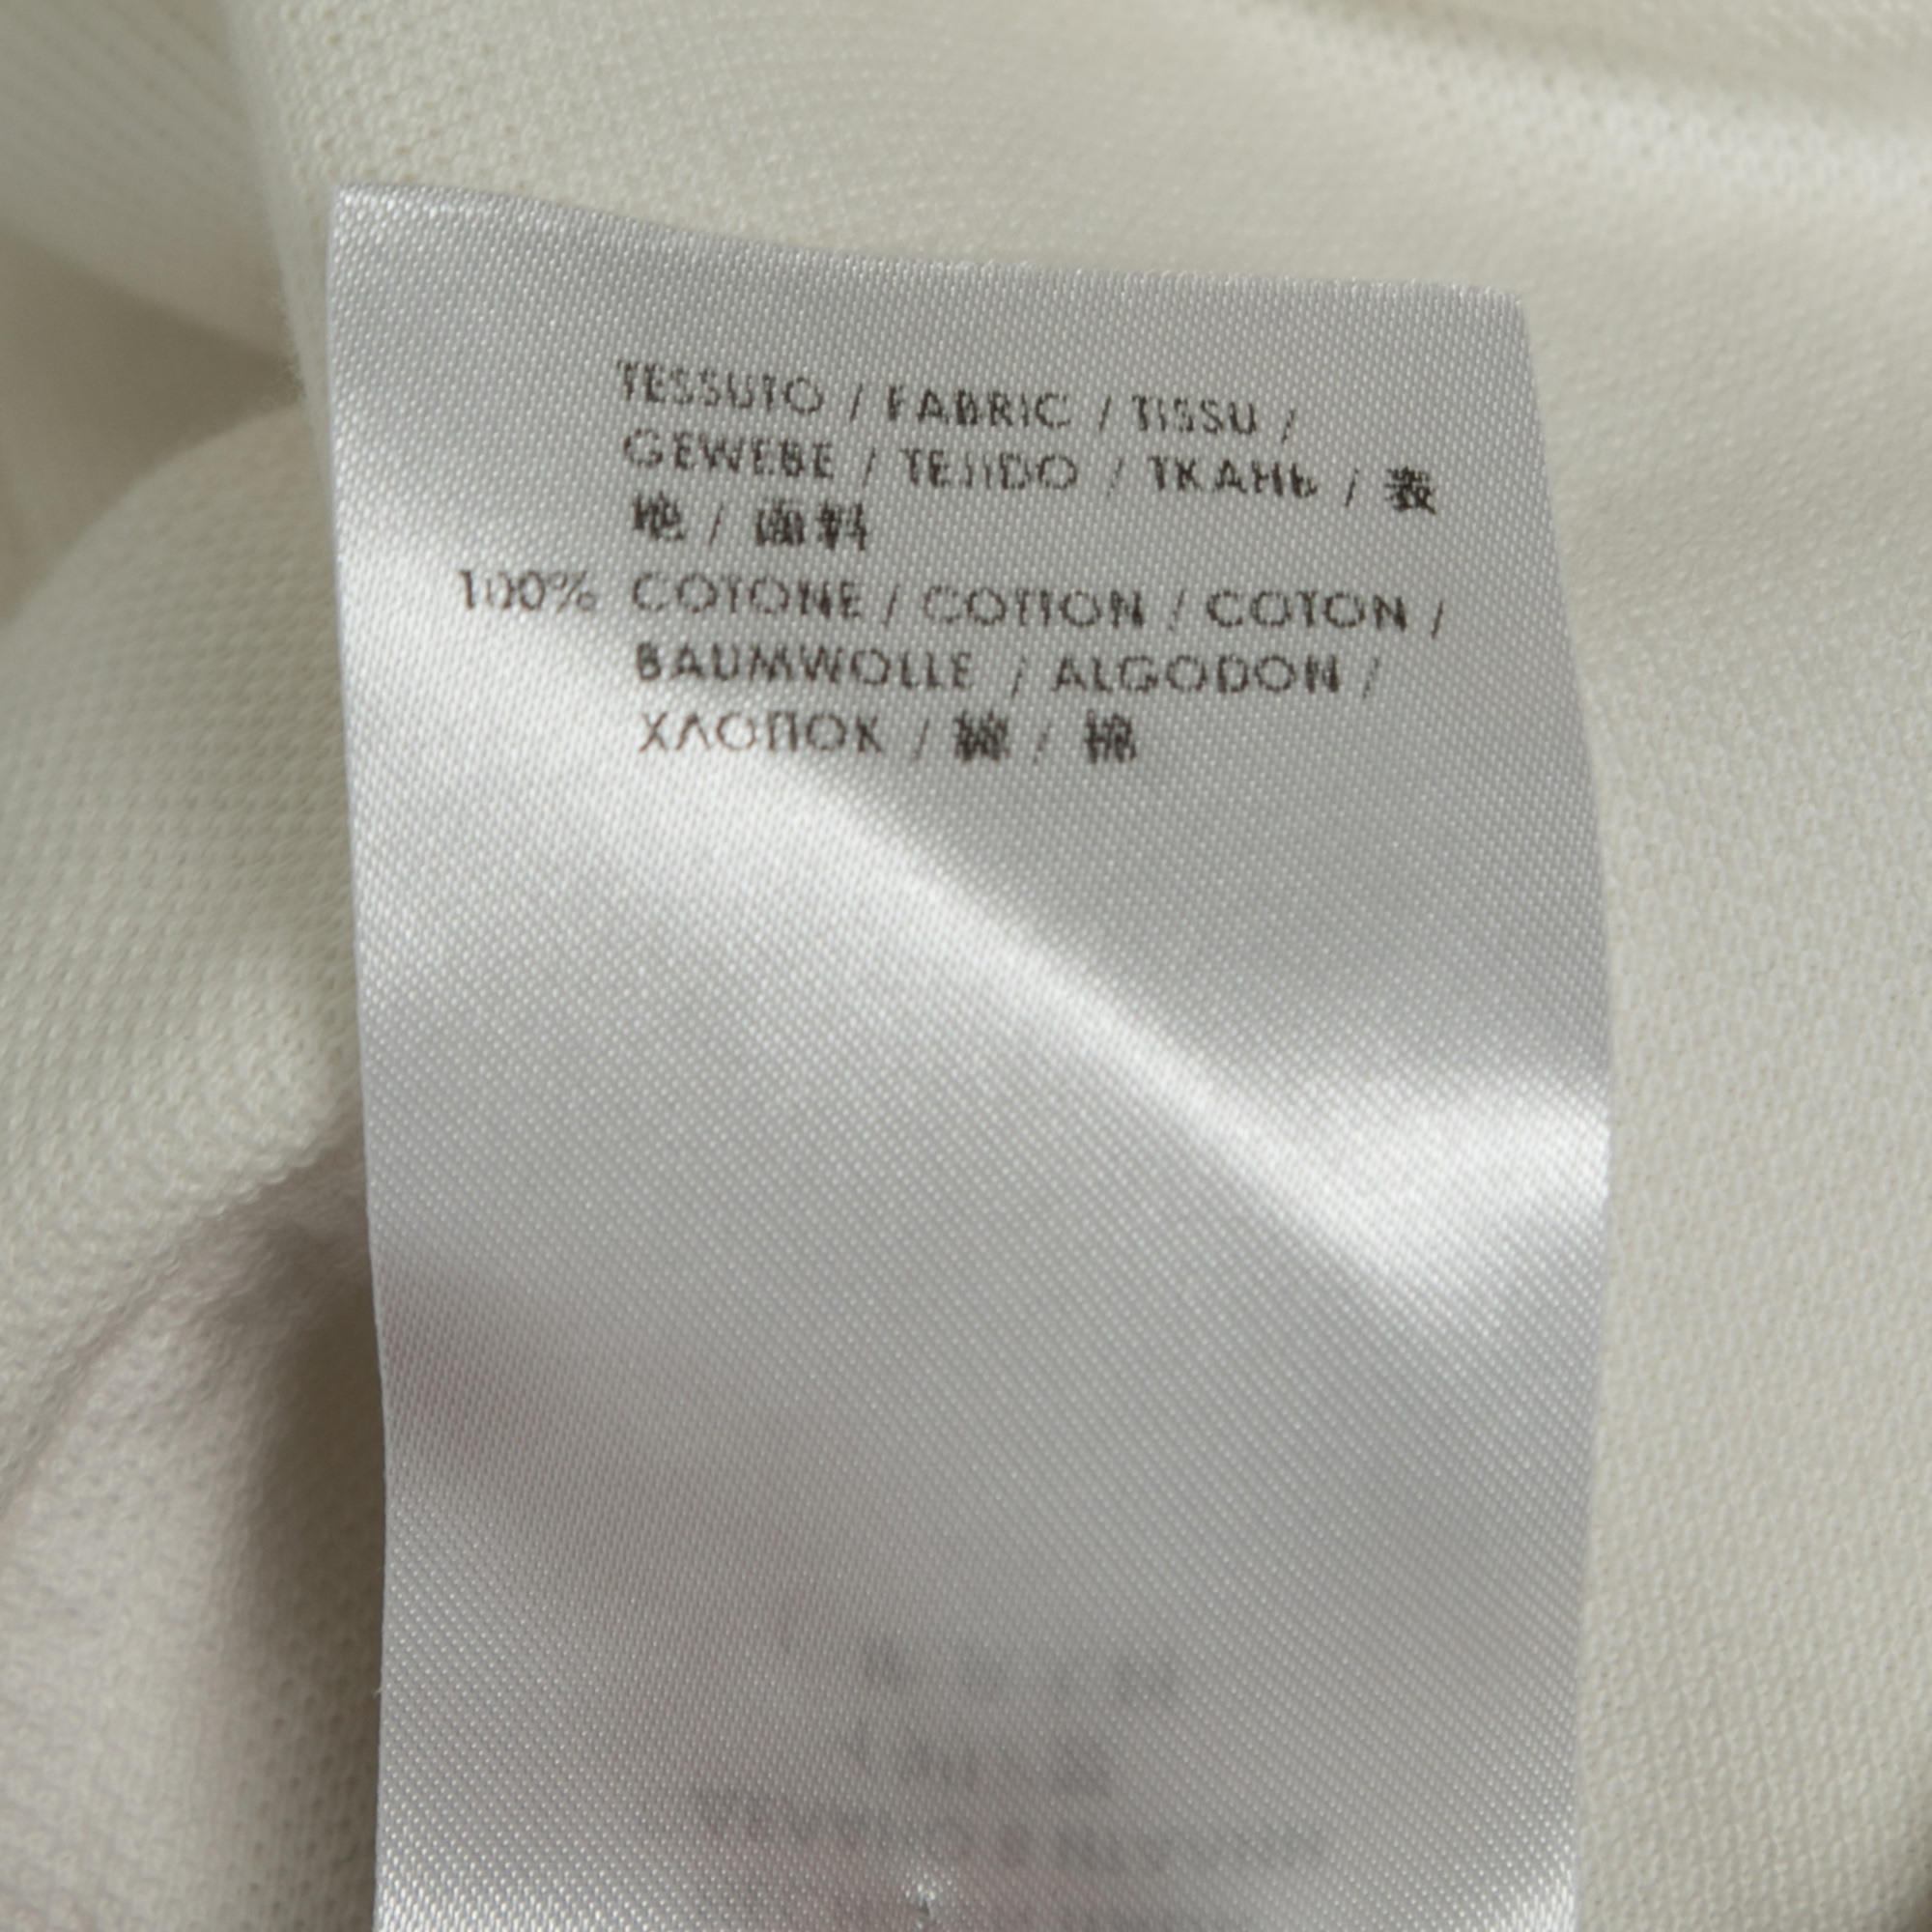 TESSUTO / FABRIC / TISSU /
GEWEBE / TEJIDO / ТКАНЬ / 表
地 / 面料
100% COTONE / COTTON / COTON /
BAUMWOLLE / ALGODON /
ХЛОПОК / 綿 / 棉